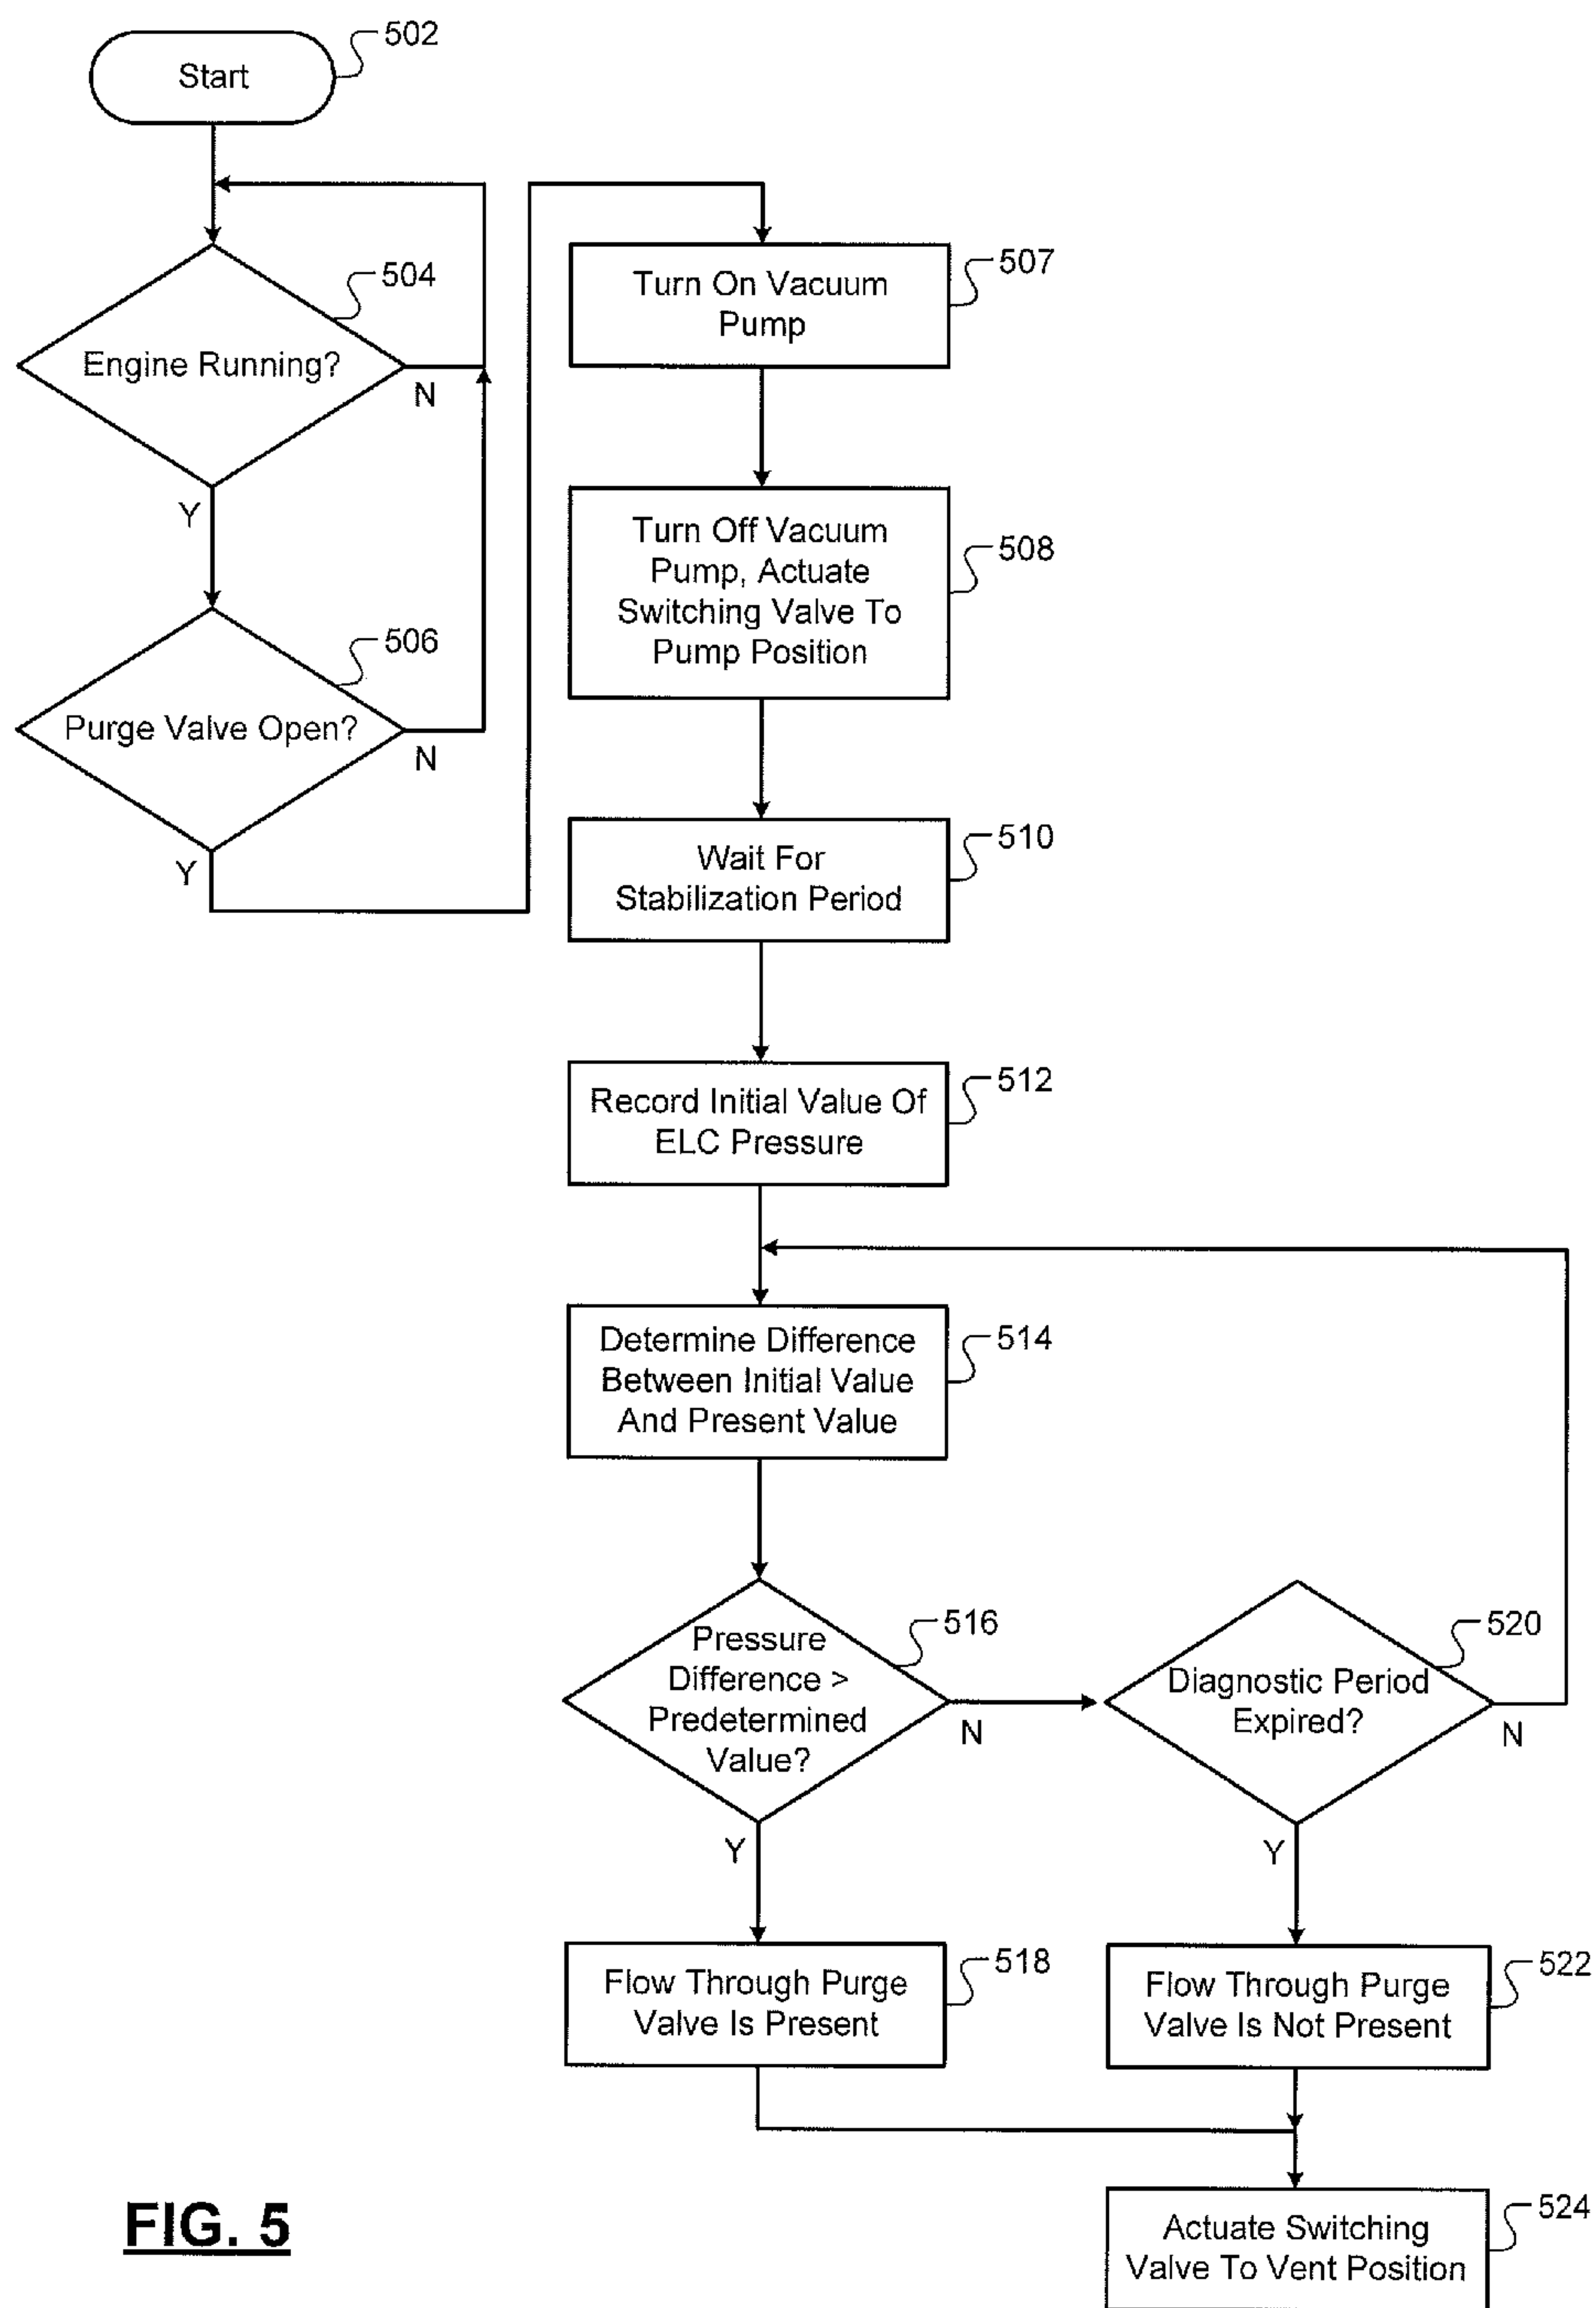 Start
502
504
Engine Running?
N
Y
506
Purge Valve Open?
N
Y
507
Turn On Vacuum
Pump
508
Turn Off Vacuum
Pump, Actuate
Switching Valve To
Pump Position
510
Wait For
Stabilization Period
512
Record Initial Value Of
ELC Pressure
514
Determine Difference
Between Initial Value
And Present Value
516
Pressure
Difference >
Predetermined
Value?
N
Y
520
Diagnostic Period
Expired?
N
Y
518
Flow Through Purge
Valve Is Present
522
Flow Through Purge
Valve Is Not Present
524
Actuate Switching
Valve To Vent Position
FIG. 5